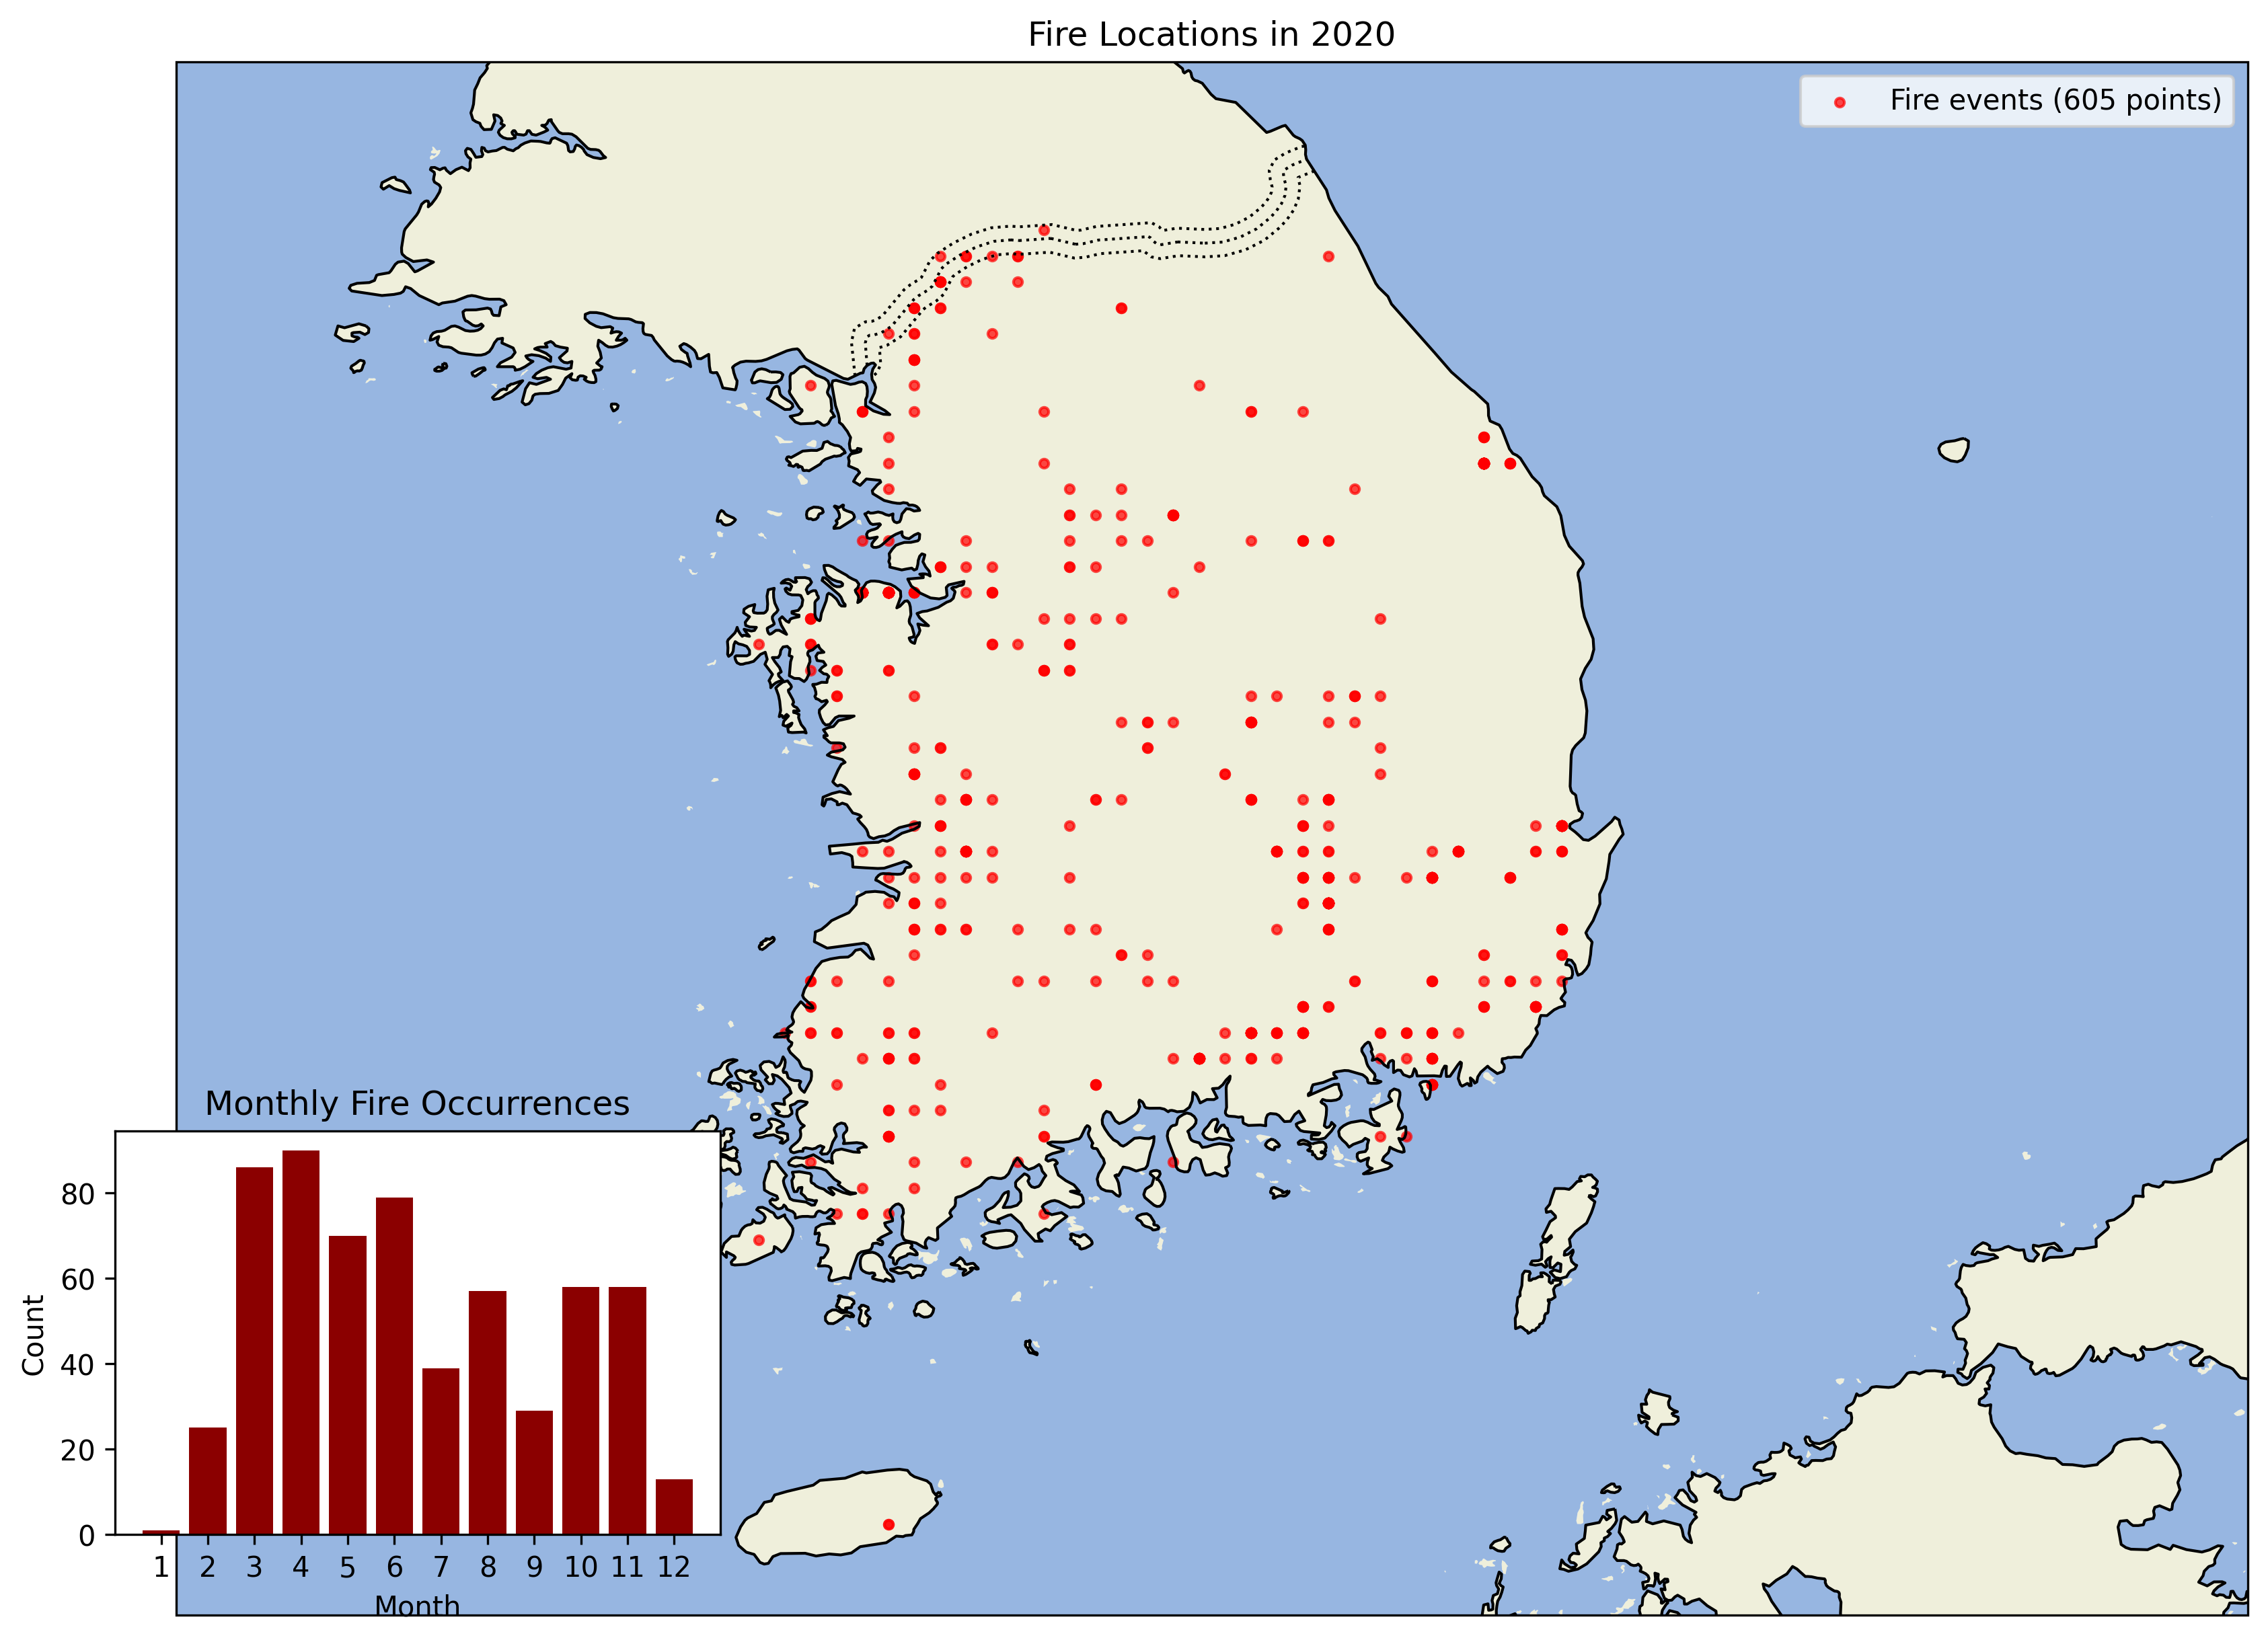 Fire Locations in 2020
Fire events (605 points)
Monthly Fire Occurrences
80
60
40
20
0
Count
1 2 3 4 5 6 7 8 9 10 11 12
Month